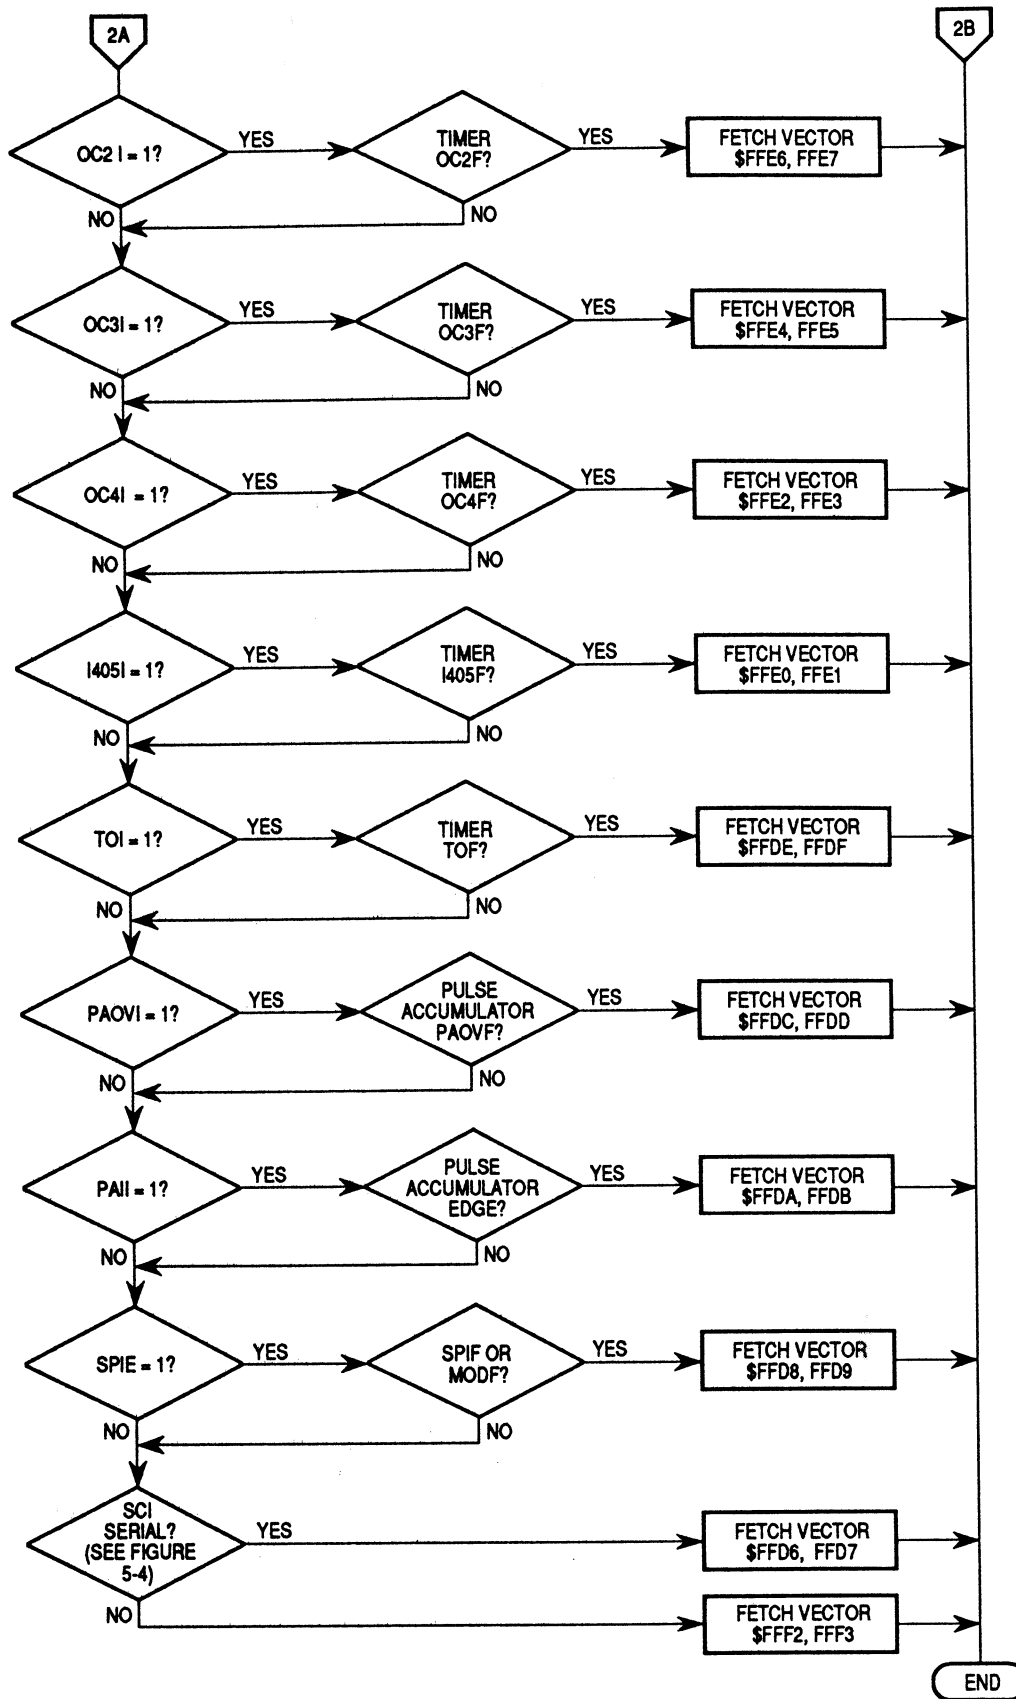 2A
2B
OC2 I = 1?
YES
TIMER
OC2F?
YES
FETCH VECTOR
$FFE6, FFE7
NO
NO
OC3I = 1?
YES
TIMER
OC3F?
YES
FETCH VECTOR
$FFE4, FFE5
NO
NO
OC4I = 1?
YES
TIMER
OC4F?
YES
FETCH VECTOR
$FFE2, FFE3
NO
NO
I405I = 1?
YES
TIMER
I405F?
YES
FETCH VECTOR
$FFE0, FFE1
NO
NO
TOI = 1?
YES
TIMER
TOF?
YES
FETCH VECTOR
$FFDE, FFDF
NO
NO
PAOVI = 1?
YES
PULSE
ACCUMULATOR
PAOVF?
YES
FETCH VECTOR
$FFDC, FFDD
NO
NO
PAII = 1?
YES
PULSE
ACCUMULATOR
EDGE?
YES
FETCH VECTOR
$FFDA, FFDB
NO
NO
SPIE = 1?
YES
SPIF OR
MODF?
YES
FETCH VECTOR
$FFD8, FFD9
NO
NO
SCI
SERIAL?
(SEE FIGURE
5-4)
YES
FETCH VECTOR
$FFD6, FFD7
NO
FETCH VECTOR
$FFF2, FFF3
END